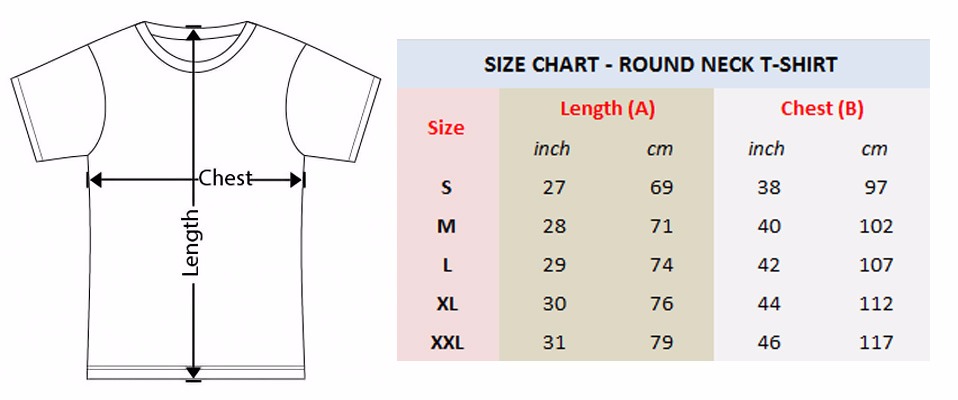 Chest
Length
SIZE CHART - ROUND NECK T-SHIRT
Size Length (A) Chest (B)
inch cm inch cm
S 27 69 38 97
M 28 71 40 102
L 29 74 42 107
XL 30 76 44 112
XXL 31 79 46 117